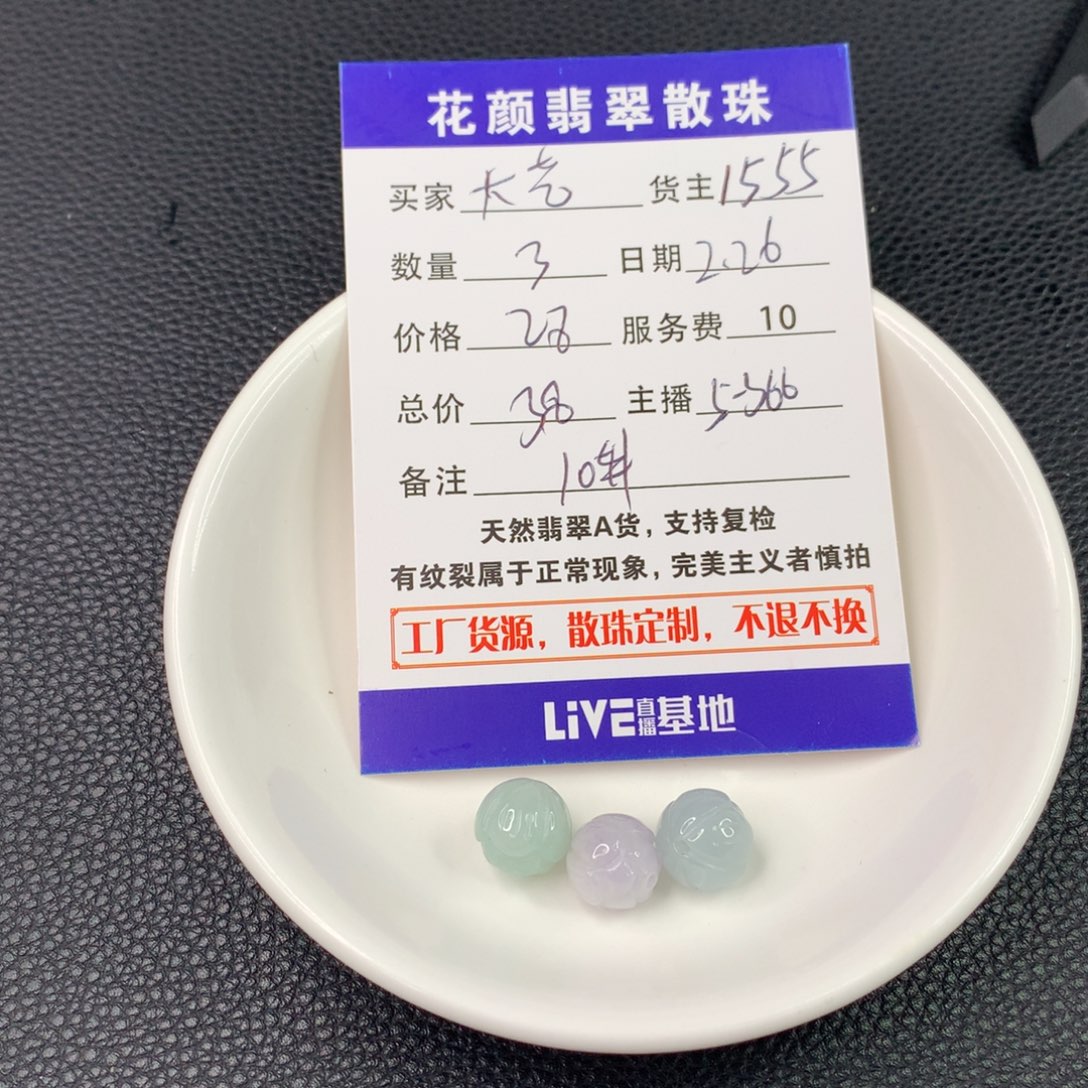 花颜翡翠散珠
买家 货主1555
数量 3 日期 2.26
价格 28 服务费 10
总价 38 主播 5-366
备注 10#
天然翡翠A货，支持复检
有纹裂属于正常现象，完美主义者慎拍
工厂货源，散珠定制，不退不换
LiVE直播基地